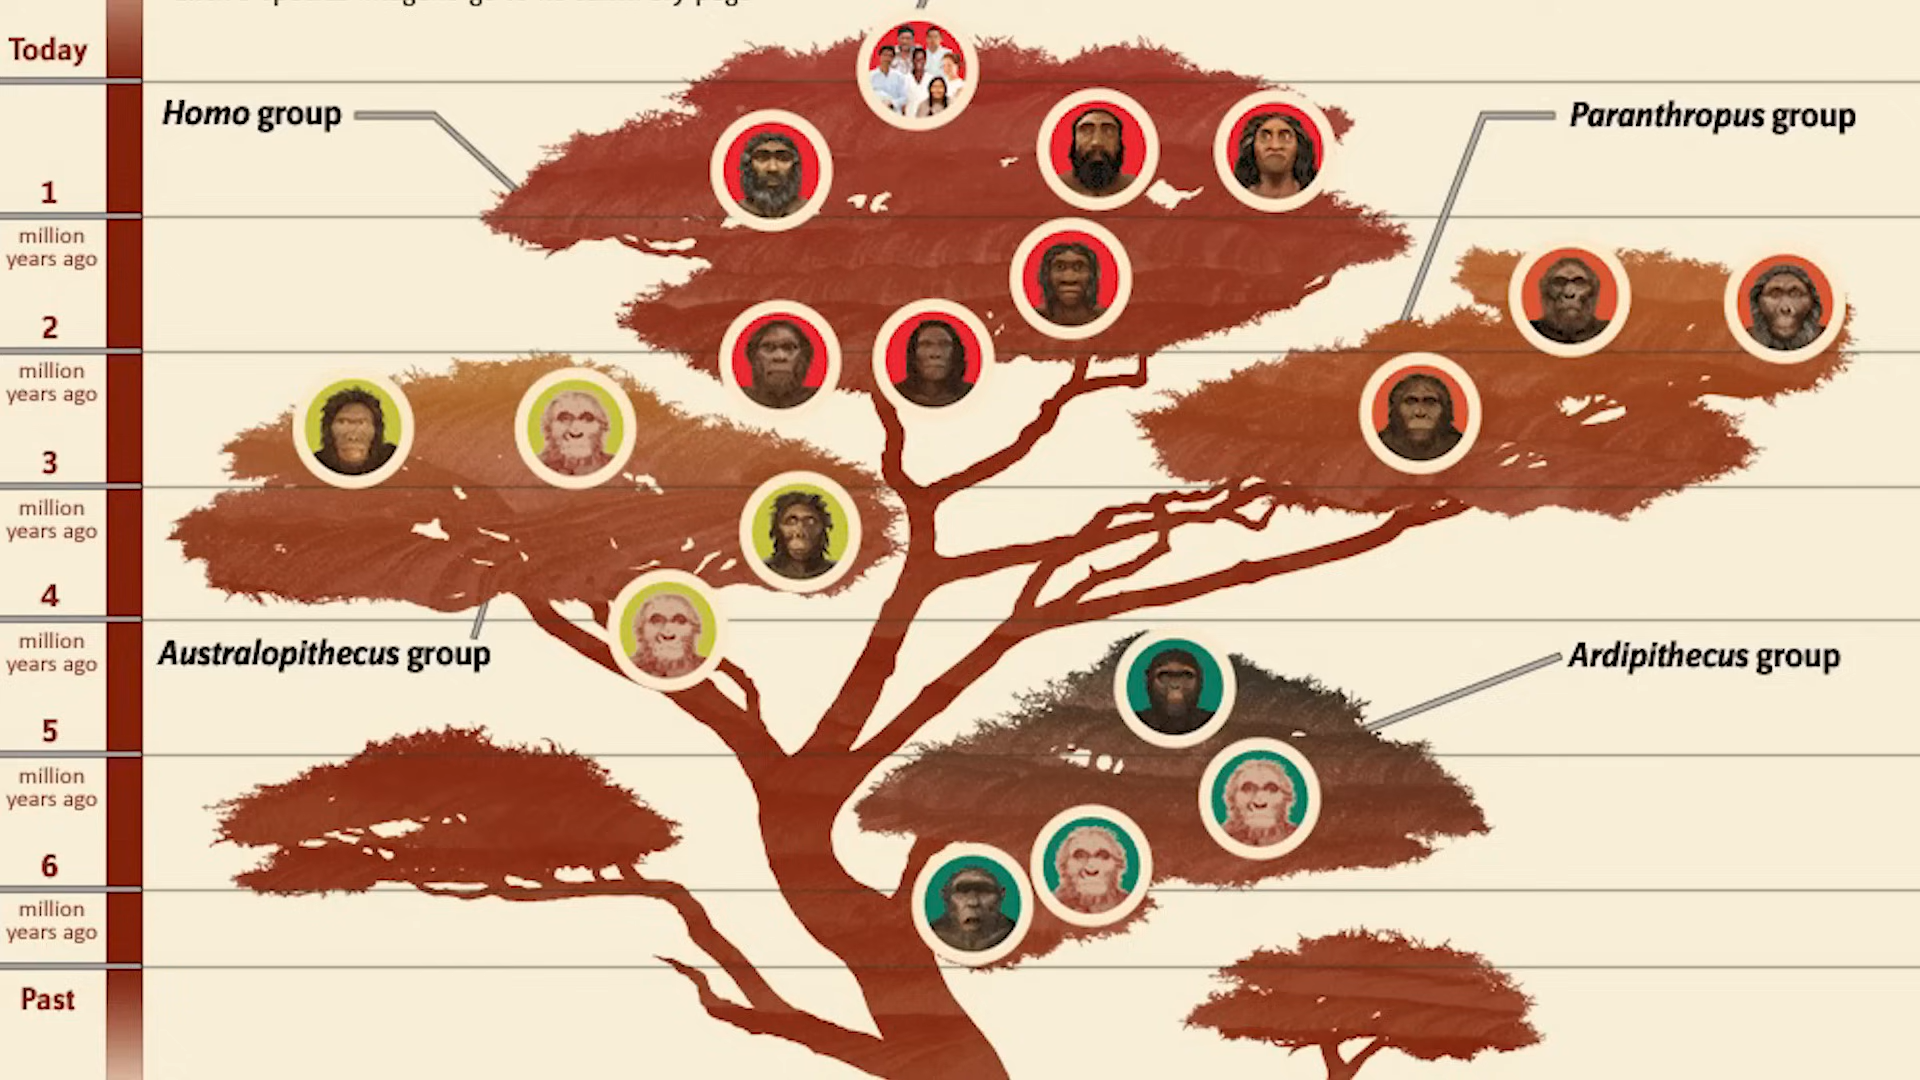 Today
Homo group
Paranthropus group
1
million
years ago
2
million
years ago
3
million
years ago
4
million
years ago
Australopithecus group
Ardipithecus group
5
million
years ago
6
million
years ago
Past